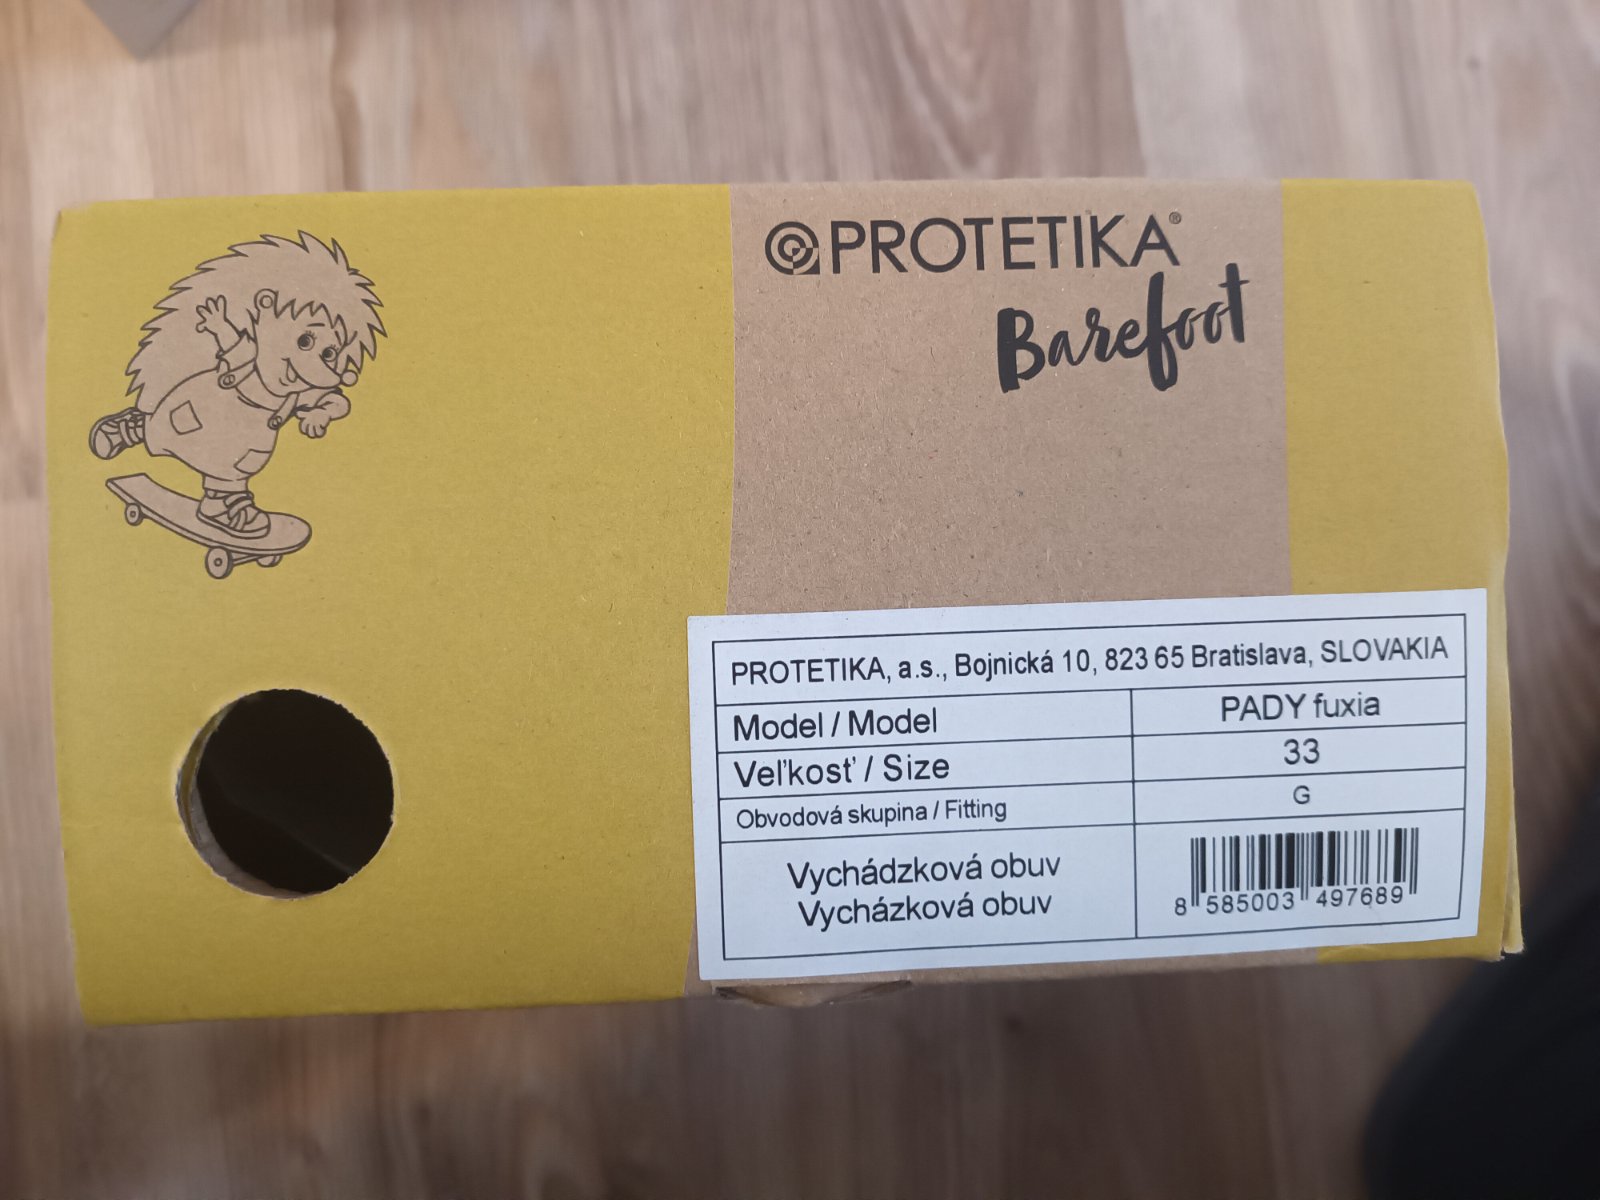 PROTETIKA®
Barefoot
PROTETIKA, a.s., Bojnická 10, 823 65 Bratislava, SLOVAKIA
Model / Model PADY fuxia
Veľkosť / Size 33
Obvodová skupina / Fitting G
Vychádzková obuv
Vycházková obuv
8 585003 497689